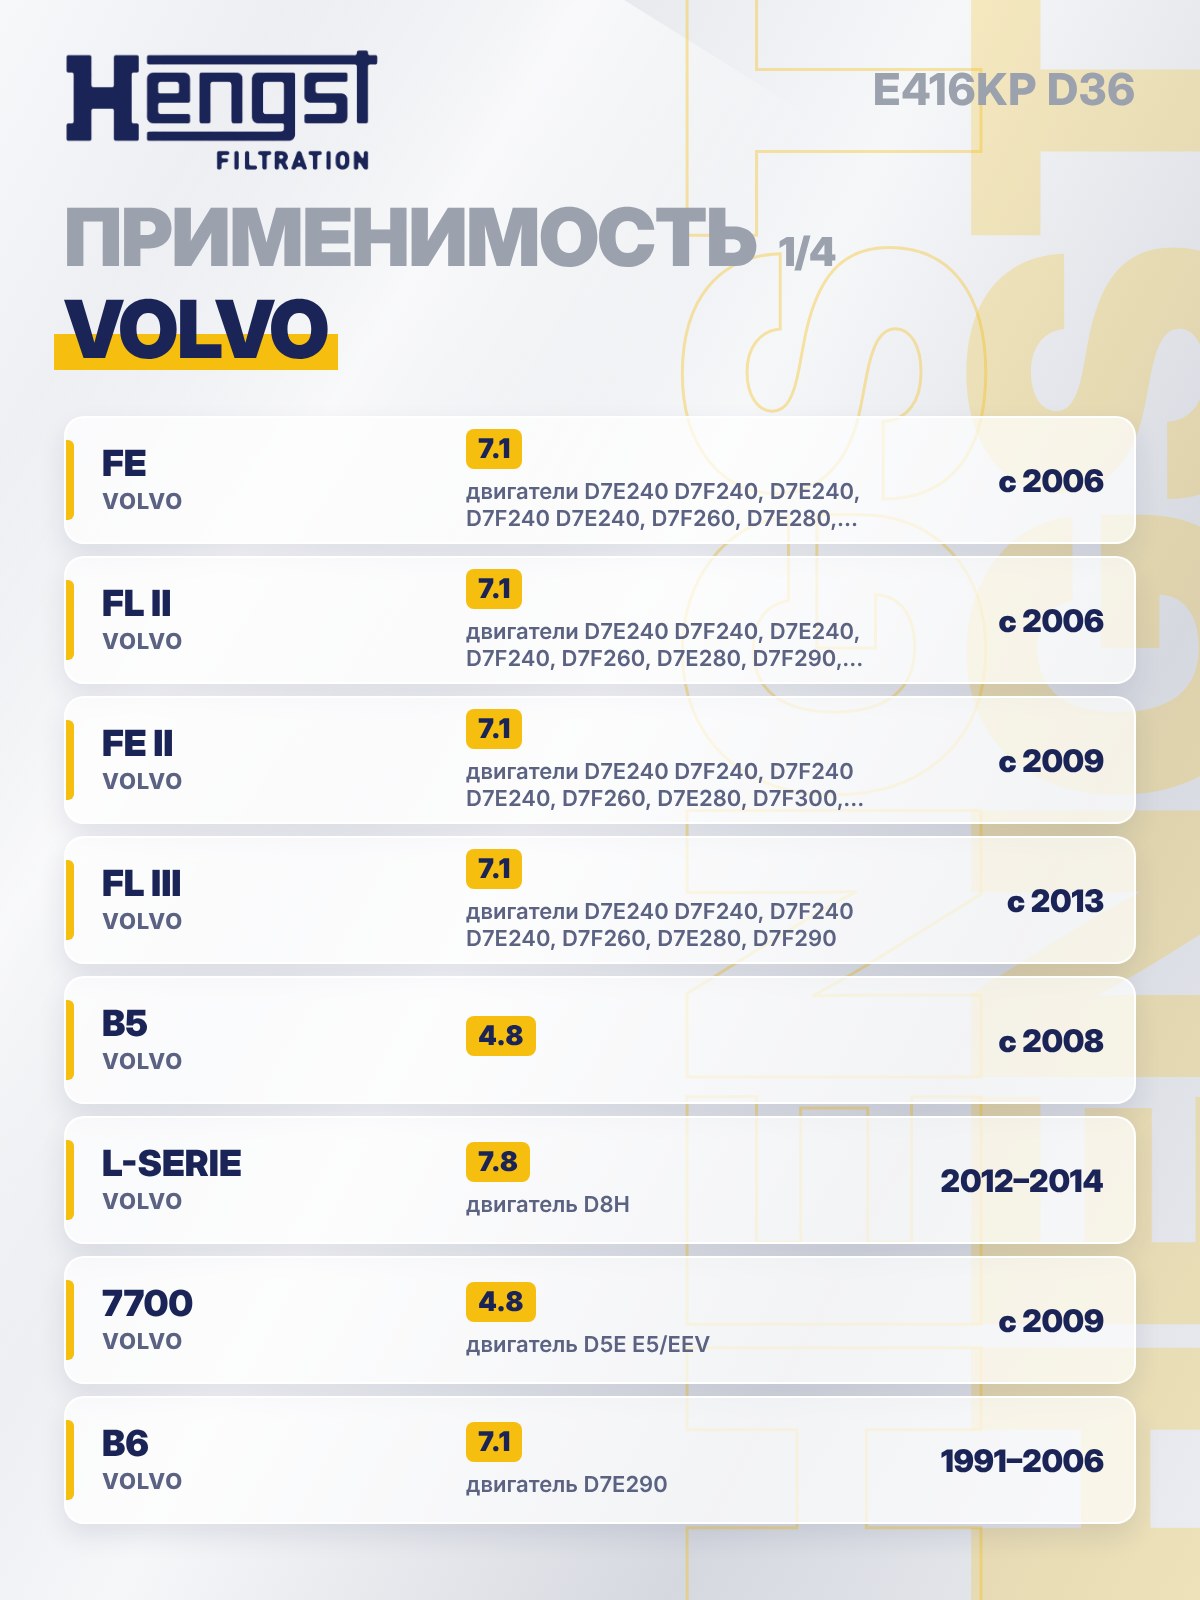 Hengst
FILTRATION
E416KP D36
ПРИМЕНИМОСТЬ 1/4
VOLVO
FE
VOLVO
7.1
двигатели D7E240 D7F240, D7E240,
D7F240 D7E240, D7F260, D7E280,...
с 2006
FL II
VOLVO
7.1
двигатели D7E240 D7F240, D7E240,
D7F240, D7F260, D7E280, D7F290,...
с 2006
FE II
VOLVO
7.1
двигатели D7E240 D7F240, D7F240
D7E240, D7F260, D7E280, D7F300,...
с 2009
FL III
VOLVO
7.1
двигатели D7E240 D7F240, D7F240
D7E240, D7F260, D7E280, D7F290
с 2013
B5
VOLVO
4.8
с 2008
L-SERIE
VOLVO
7.8
двигатель D8H
2012–2014
7700
VOLVO
4.8
двигатель D5E E5/EEV
с 2009
B6
VOLVO
7.1
двигатель D7E290
1991–2006
HENGST
HENGST